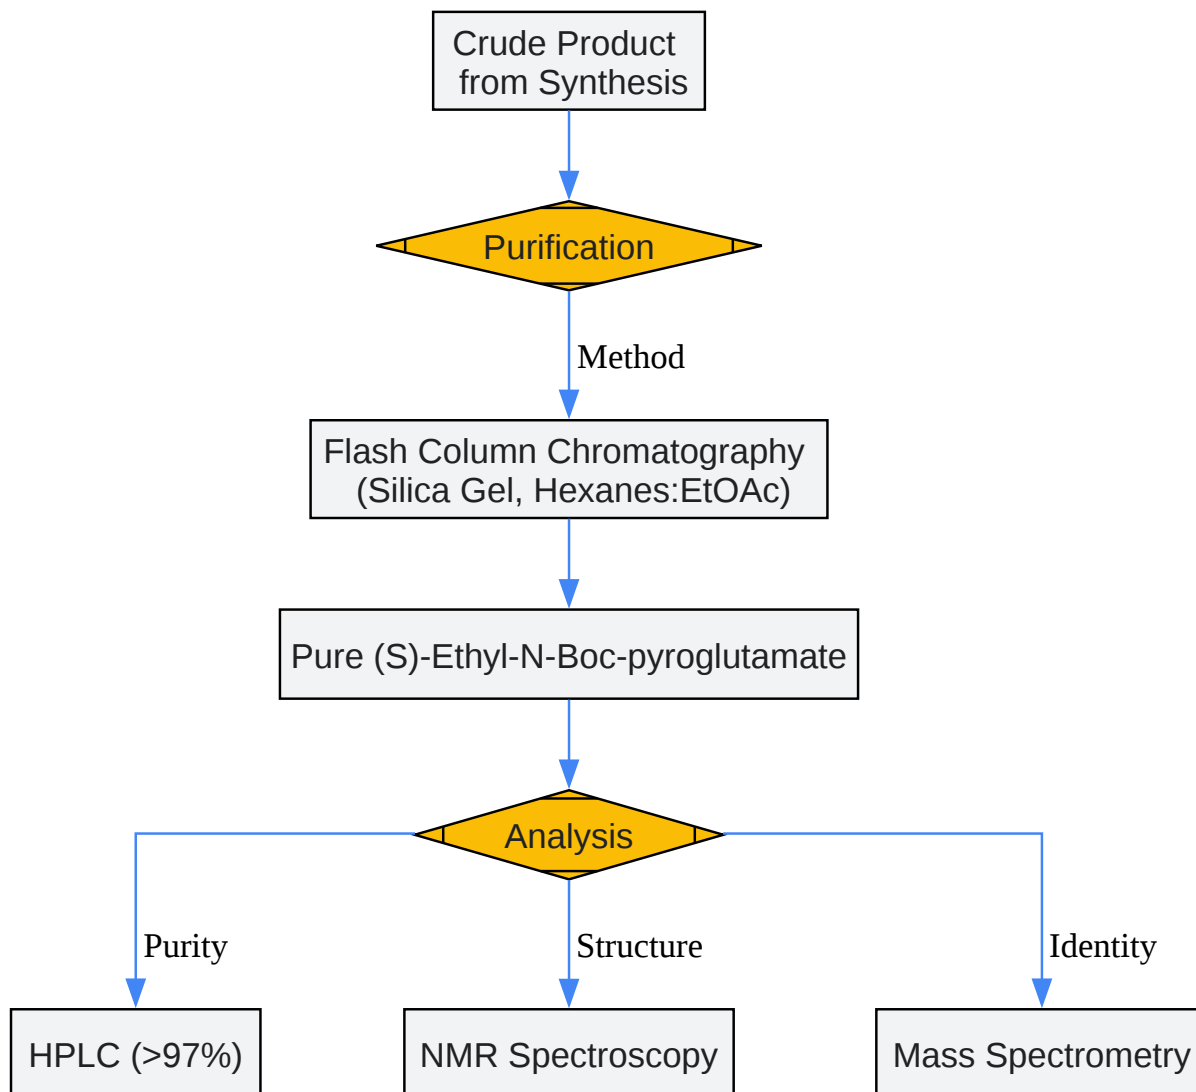 Crude Product
from Synthesis
Purification
Method
Flash Column Chromatography
(Silica Gel, Hexanes:EtOAc)
Pure (S)-Ethyl-N-Boc-pyroglutamate
Analysis
Purity
Structure
Identity
HPLC (>97%)
NMR Spectroscopy
Mass Spectrometry